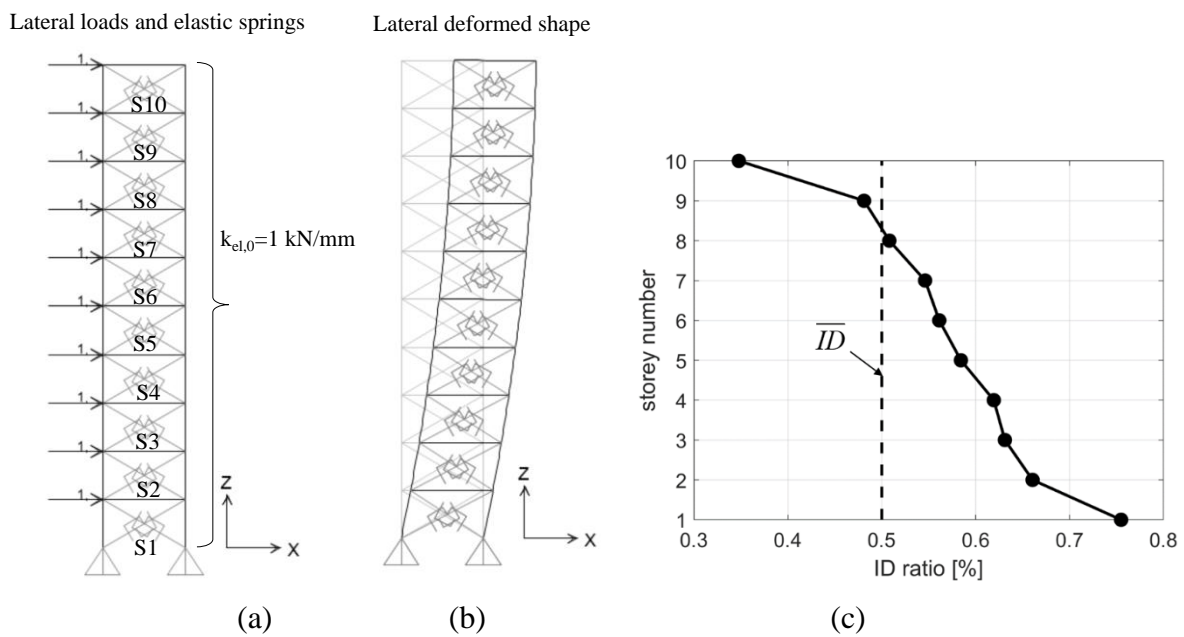 Lateral loads and elastic springs
Lateral deformed shape
1.
S10
1.
S9
1.
S8
1.
S7
1.
S6
1.
S5
1.
S4
1.
S3
1.
S2
1.
S1
k_el,0=1 kN/mm
Z
X
Z
X
10
9
8
7
6
5
4
3
2
1
storey number
ID
0.3 0.4 0.5 0.6 0.7 0.8
ID ratio [%]
(a) (b) (c)